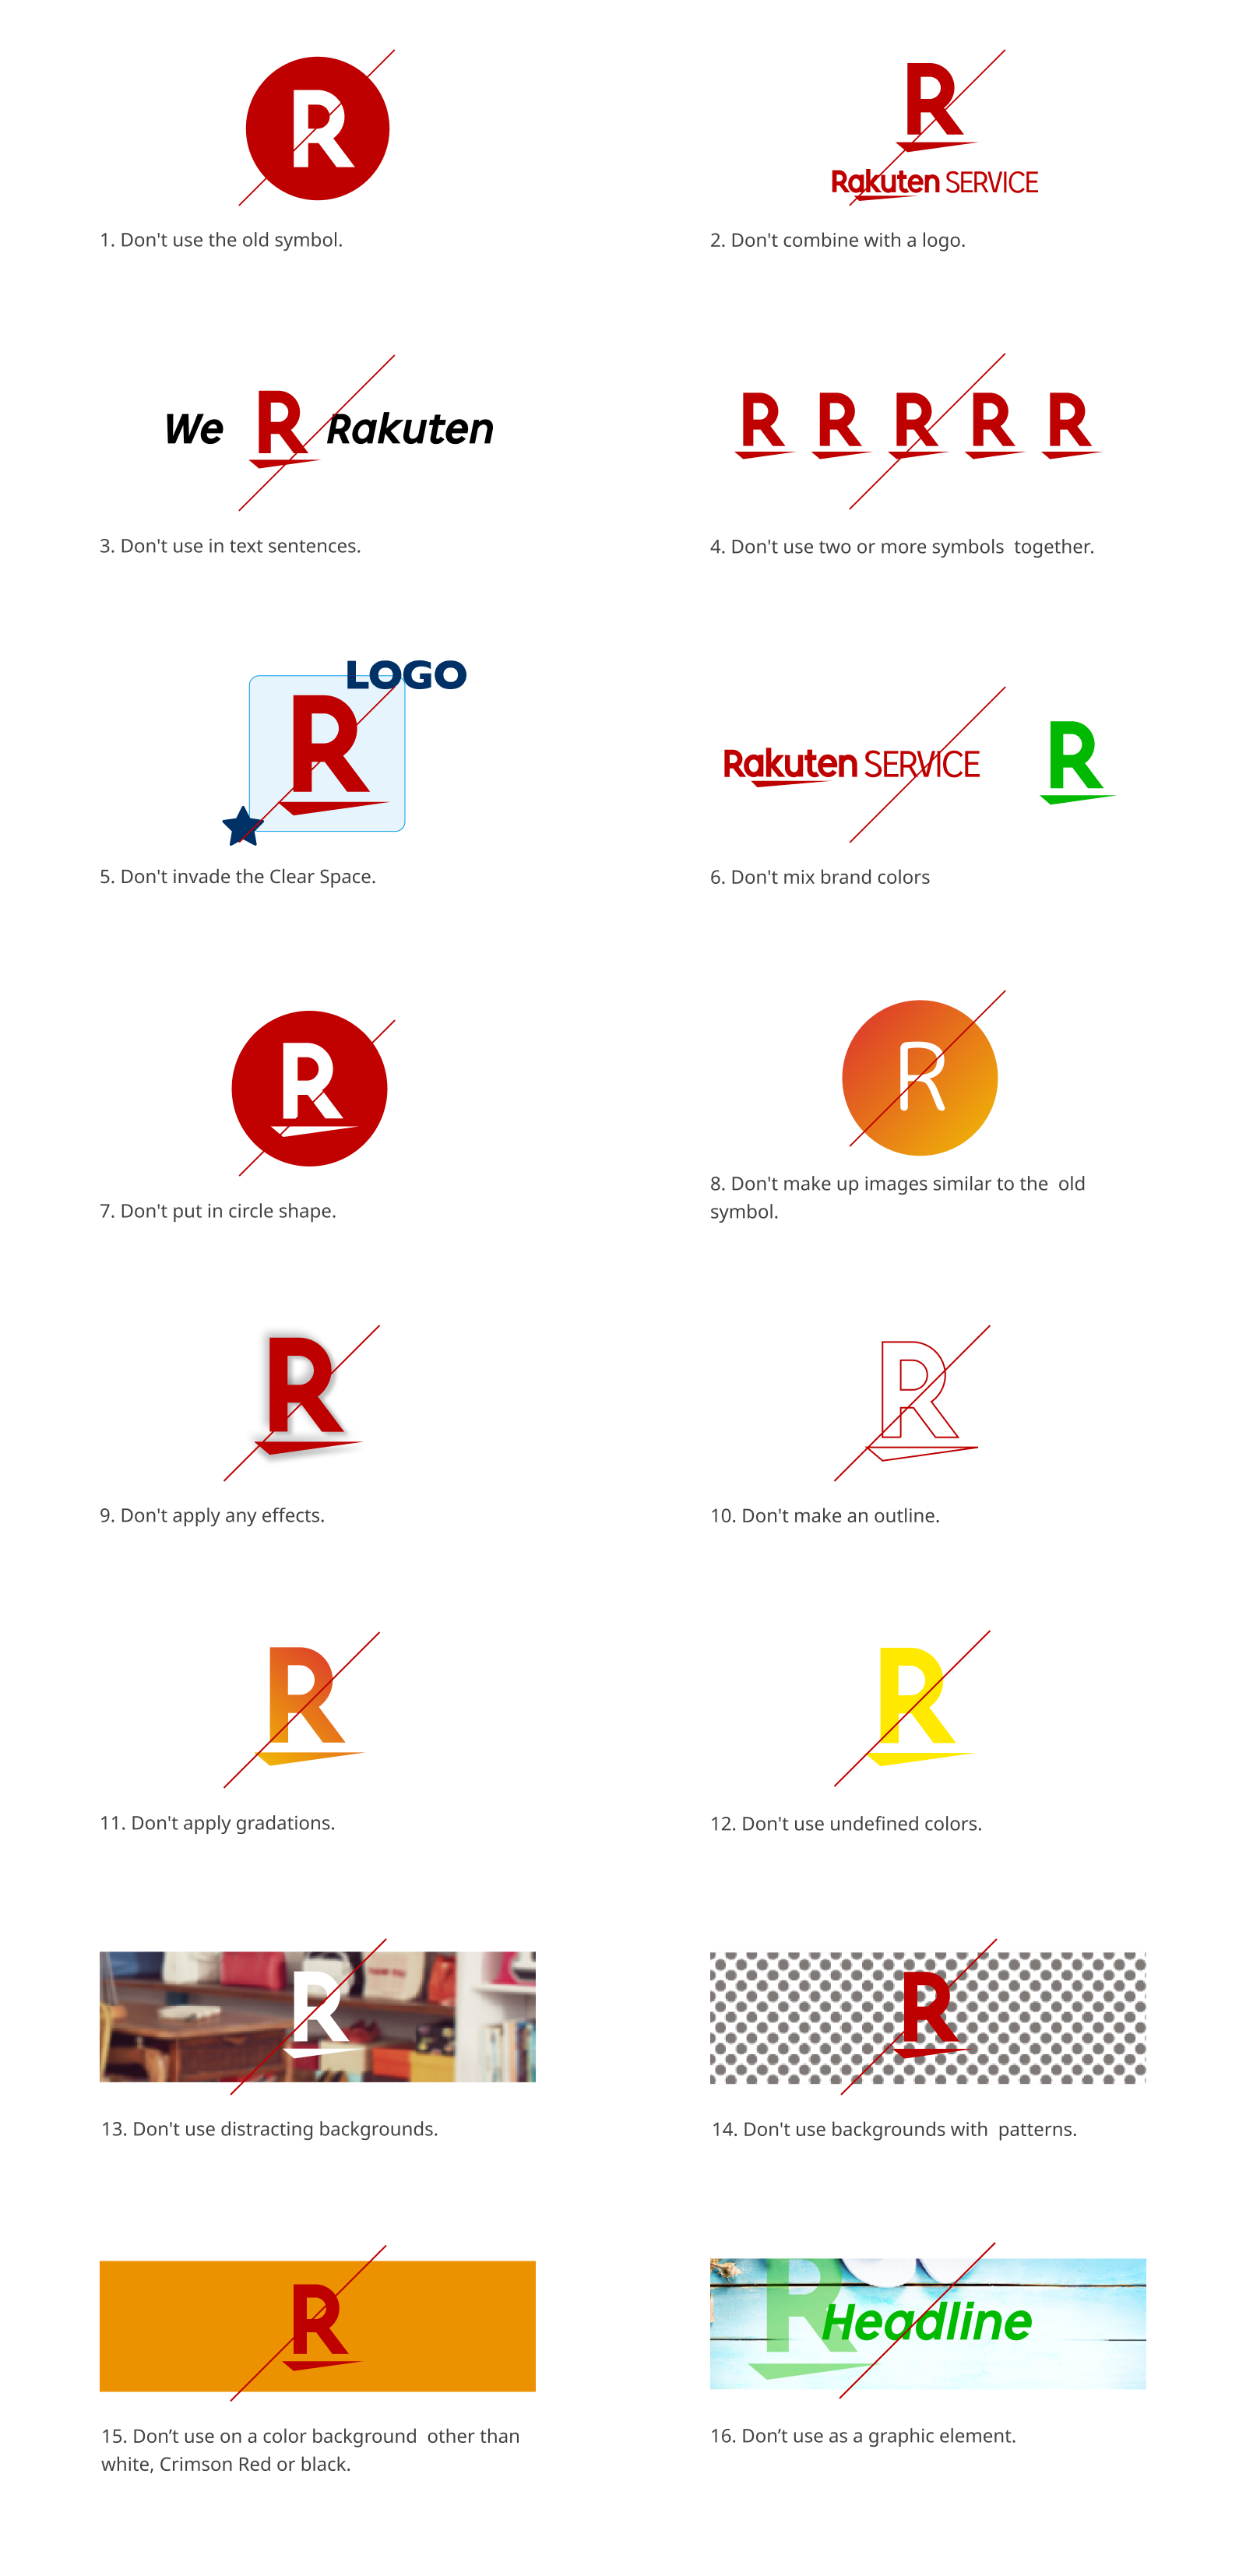 R
R
Rakuten SERVICE
1. Don't use the old symbol.
2. Don't combine with a logo.
We R Rakuten
R R R R R
3. Don't use in text sentences.
4. Don't use two or more symbols  together.
LOGO
R
Rakuten SERVICE R
5. Don't invade the Clear Space.
6. Don't mix brand colors
R
R
7. Don't put in circle shape.
8. Don't make up images similar to the  old
symbol.
R
R
9. Don't apply any effects.
10. Don't make an outline.
R
R
11. Don't apply gradations.
12. Don't use undefined colors.
R
R
13. Don't use distracting backgrounds.
14. Don't use backgrounds with  patterns.
R
R
Headline
15. Don’t use on a color background  other than
white, Crimson Red or black.
16. Don’t use as a graphic element.